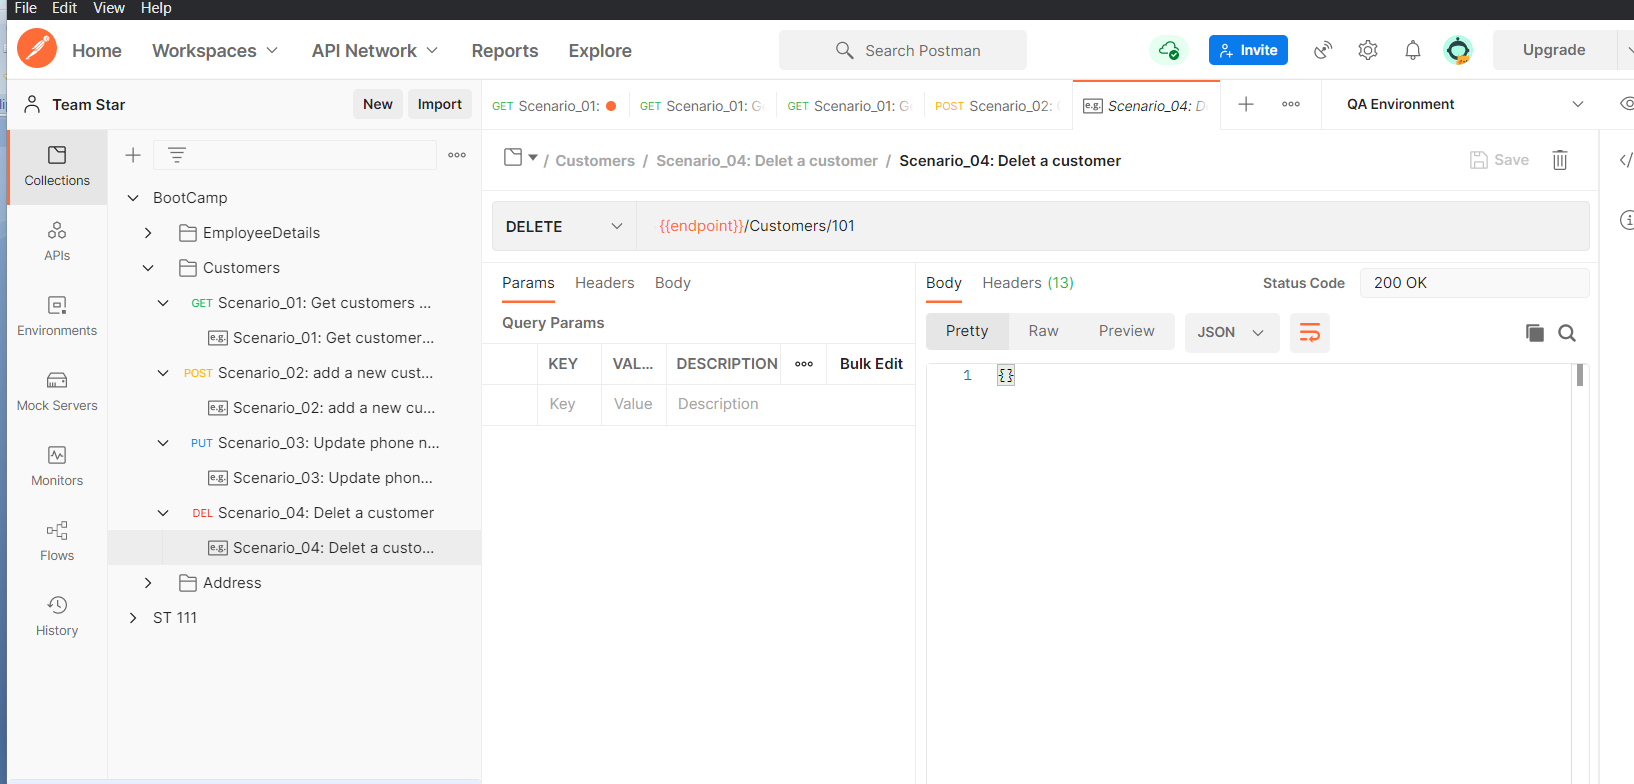 File Edit View Help
Home Workspaces API Network Reports Explore Search Postman Invite Upgrade
Team Star New Import
GET Scenario_01: GET Scenario_01: G GET Scenario_01: G POST Scenario_02: e.g. Scenario_04: D QA Environment
Collections
APIs
Environments
Mock Servers
Monitors
Flows
History
BootCamp
EmployeeDetails
Customers
GET Scenario_01: Get customers ...
e.g. Scenario_01: Get customer...
POST Scenario_02: add a new cust...
e.g. Scenario_02: add a new cu...
PUT Scenario_03: Update phone n...
e.g. Scenario_03: Update phon...
DEL Scenario_04: Delet a customer
e.g. Scenario_04: Delet a custo...
Address
ST 111
/ Customers / Scenario_04: Delet a customer / Scenario_04: Delet a customer Save
DELETE {{endpoint}}/Customers/101
Params Headers Body
Query Params
KEY VAL... DESCRIPTION Bulk Edit
Key Value Description
Body Headers (13) Status Code 200 OK
Pretty Raw Preview JSON
1 {}